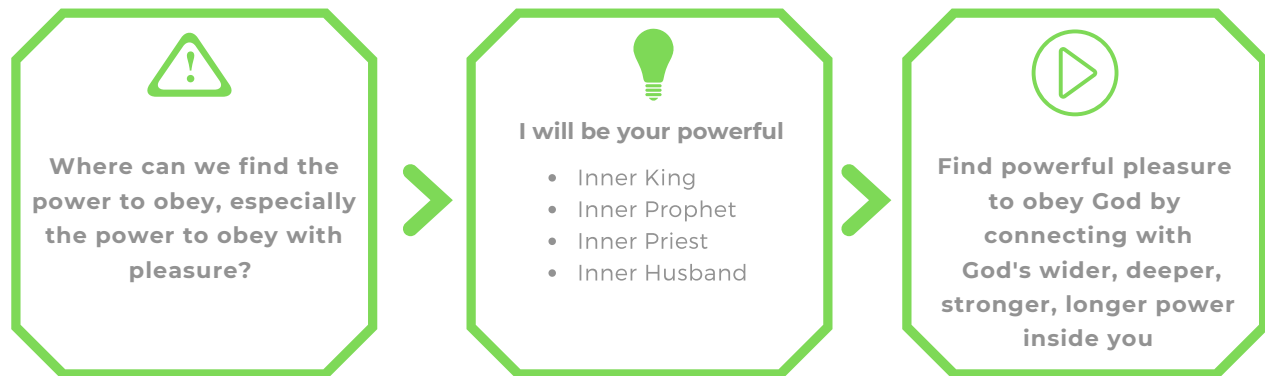 Where can we find the
power to obey, especially
the power to obey with
pleasure?
I will be your powerful
• Inner King
• Inner Prophet
• Inner Priest
• Inner Husband
Find powerful pleasure
to obey God by
connecting with
God's wider, deeper,
stronger, longer power
inside you